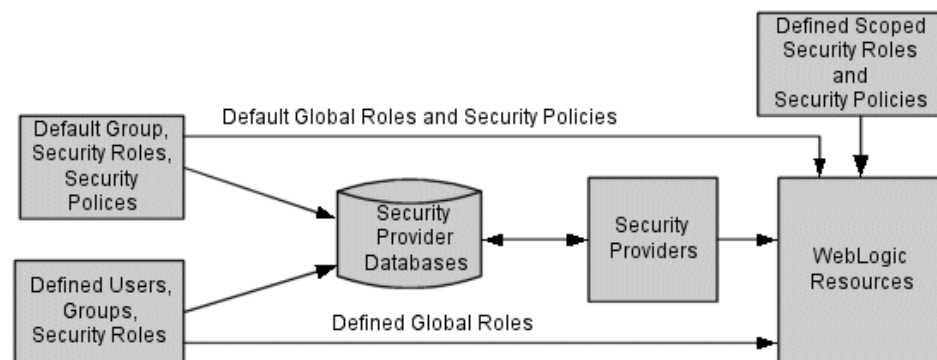 Defined Scoped
Security Roles
and
Security Policies
Default Global Roles and Security Policies
Default Group,
Security Roles,
Security
Polices
Security
Provider
Databases
Security
Providers
WebLogic
Resources
Defined Users,
Groups,
Security Roles
Defined Global Roles